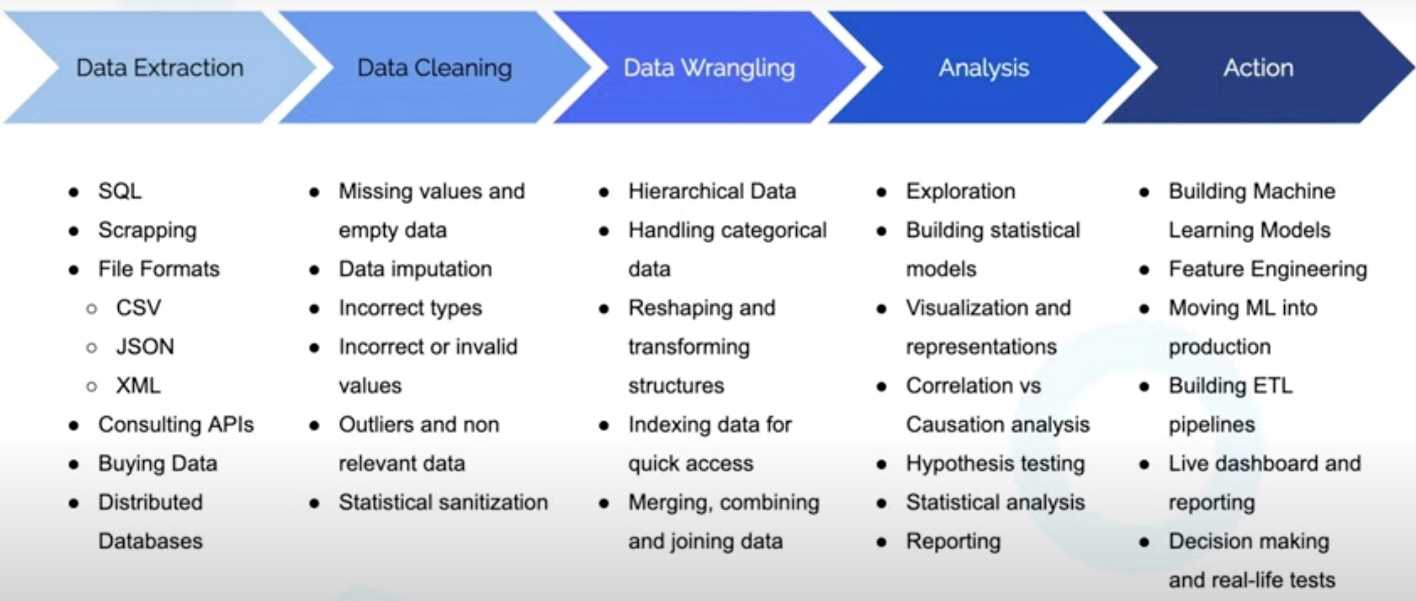 Data Extraction
Data Cleaning
Data Wrangling
Analysis
Action
● SQL
● Scrapping
● File Formats
○ CSV
○ JSON
○ XML
● Consulting APIs
● Buying Data
● Distributed
Databases
● Missing values and
empty data
● Data imputation
● Incorrect types
● Incorrect or invalid
values
● Outliers and non
relevant data
● Statistical sanitization
● Hierarchical Data
● Handling categorical
data
● Reshaping and
transforming
structures
● Indexing data for
quick access
● Merging, combining
and joining data
● Exploration
● Building statistical
models
● Visualization and
representations
● Correlation vs
Causation analysis
● Hypothesis testing
● Statistical analysis
● Reporting
● Building Machine
Learning Models
● Feature Engineering
● Moving ML into
production
● Building ETL
pipelines
● Live dashboard and
reporting
● Decision making
and real-life tests